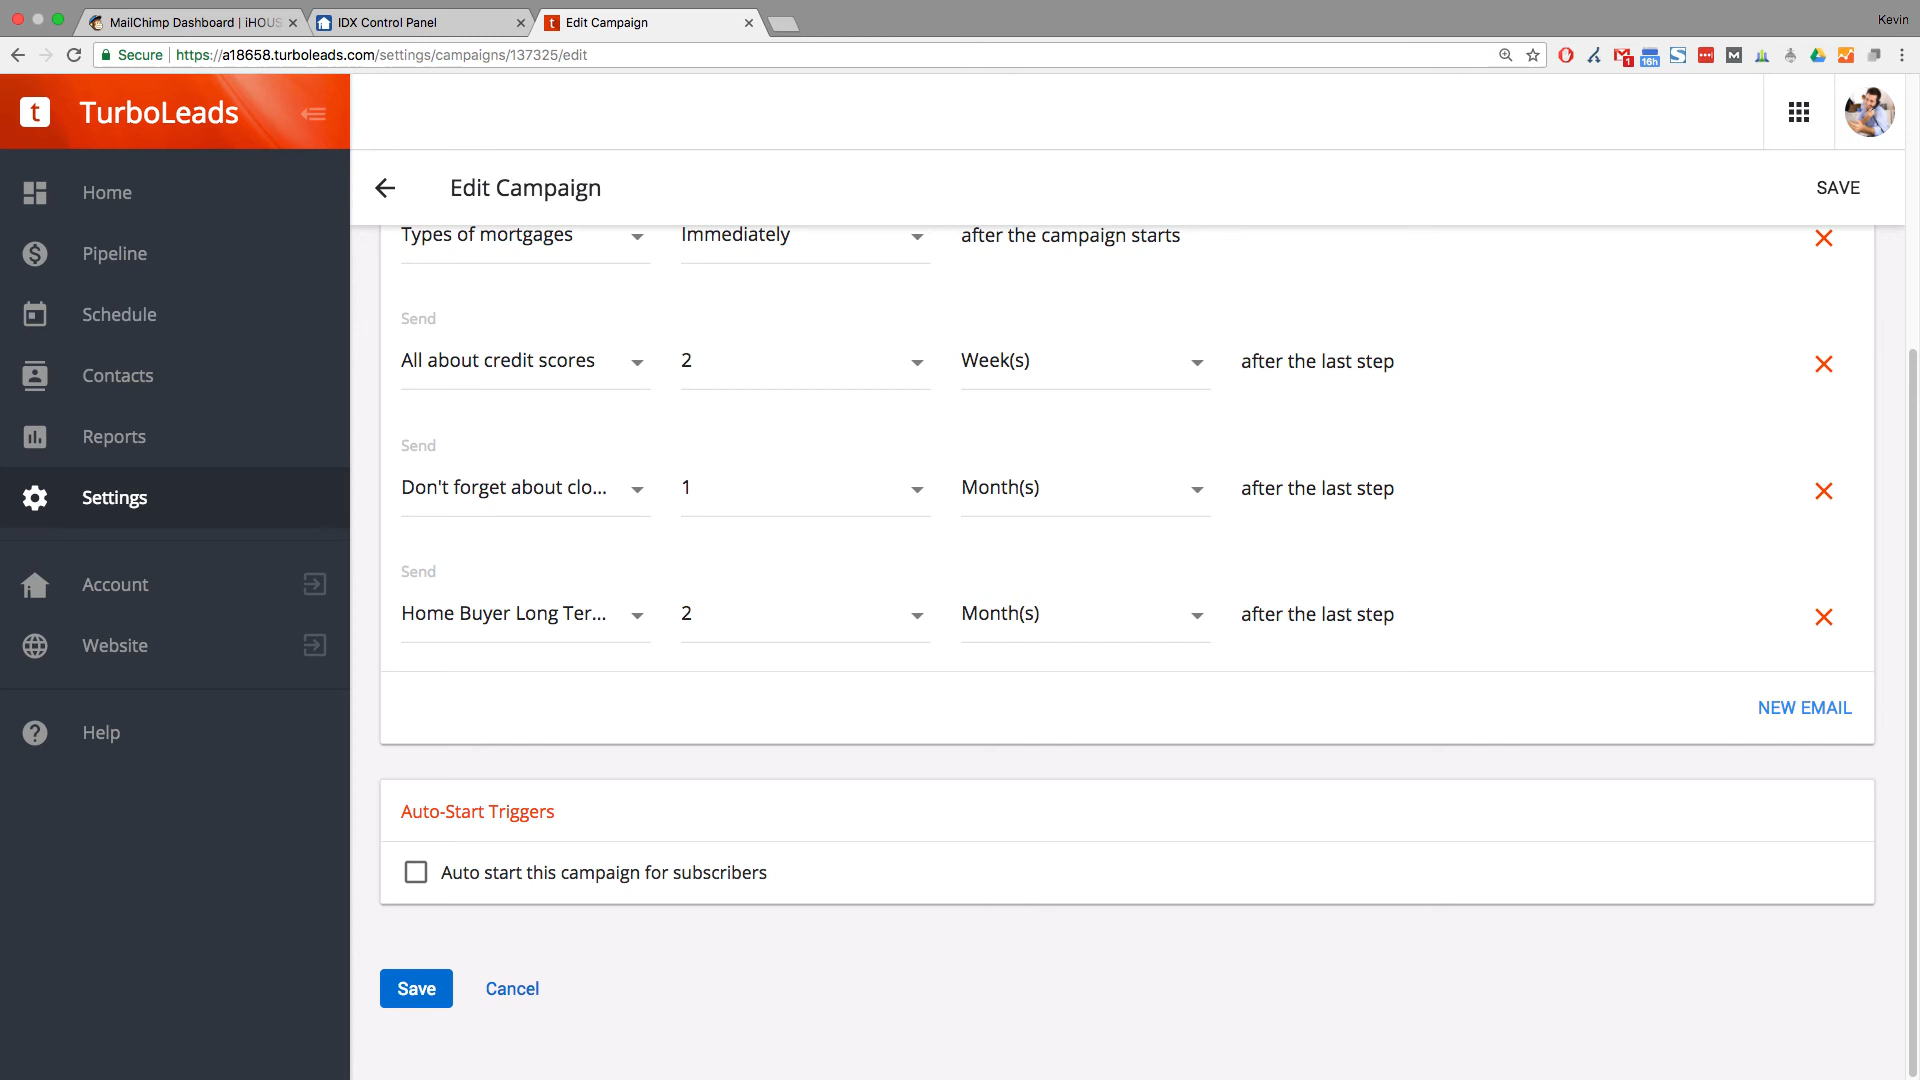 Kevin
MailChimp Dashboard | iHOUS
IDX Control Panel
Edit Campaign
Secure
https://a18658.turboleads.com/settings/campaigns/137325/edit
1
16h
M
t
TurboLeads
Home
Pipeline
Schedule
Contacts
Reports
Settings
Account
Website
Help
Edit Campaign
SAVE
Types of mortgages Immediately after the campaign starts
Send
All about credit scores 2 Week(s) after the last step
Send
Don't forget about clo... 1 Month(s) after the last step
Send
Home Buyer Long Ter... 2 Month(s) after the last step
NEW EMAIL
Auto-Start Triggers
Auto start this campaign for subscribers
Save Cancel